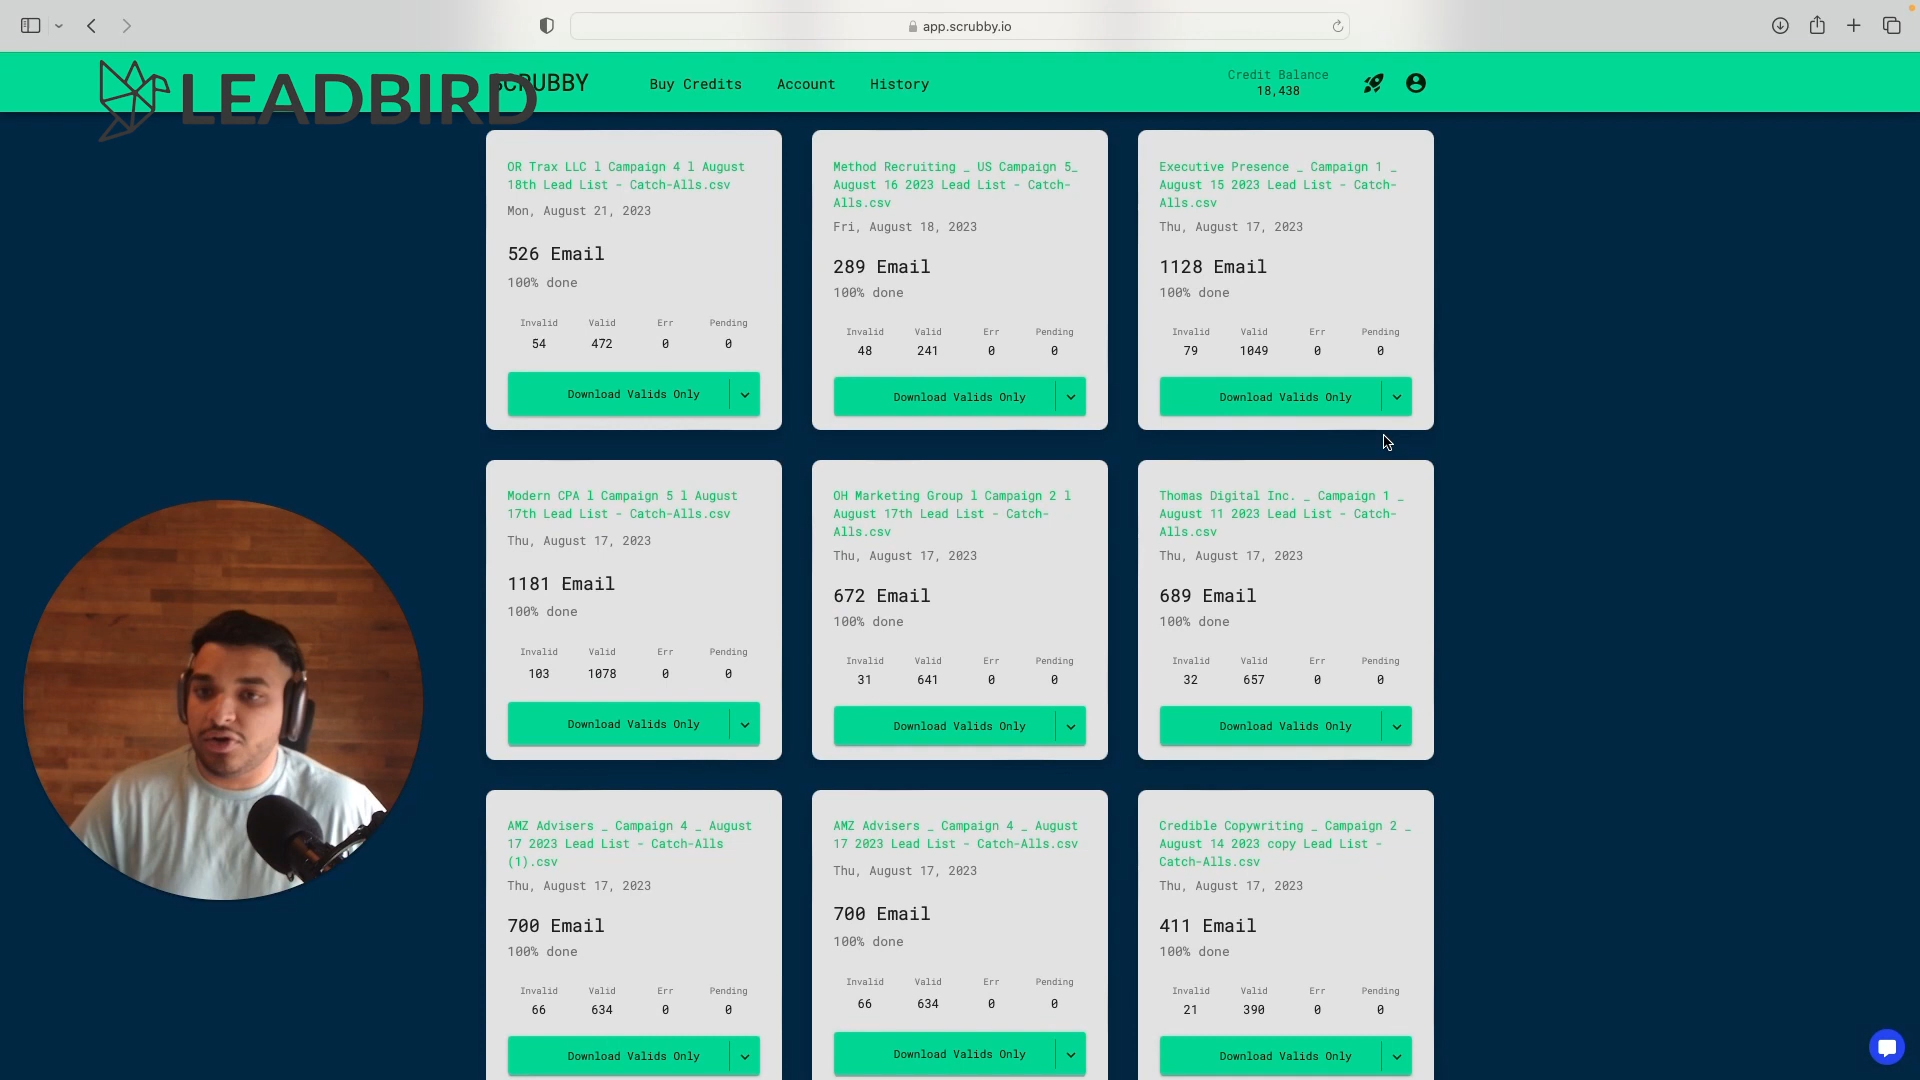 app.scrubby.io
LEADBIRD
SCRUBBY
Buy Credits
Account
History
Credit Balance
18,438
OR Trax LLC l Campaign 4 l August
18th Lead List - Catch-Alls.csv
Mon, August 21, 2023
526 Email
100% done
Invalid Valid Err Pending
54 472 0 0
Download Valids Only
Method Recruiting _ US Campaign 5_
August 16 2023 Lead List - Catch-
Alls.csv
Fri, August 18, 2023
289 Email
100% done
Invalid Valid Err Pending
48 241 0 0
Download Valids Only
Executive Presence _ Campaign 1 _
August 15 2023 Lead List - Catch-
Alls.csv
Thu, August 17, 2023
1128 Email
100% done
Invalid Valid Err Pending
79 1049 0 0
Download Valids Only
Modern CPA l Campaign 5 l August
17th Lead List - Catch-Alls.csv
Thu, August 17, 2023
1181 Email
100% done
Invalid Valid Err Pending
103 1078 0 0
Download Valids Only
OH Marketing Group l Campaign 2 l
August 17th Lead List - Catch-
Alls.csv
Thu, August 17, 2023
672 Email
100% done
Invalid Valid Err Pending
31 641 0 0
Download Valids Only
Thomas Digital Inc. _ Campaign 1 _
August 11 2023 Lead List - Catch-
Alls.csv
Thu, August 17, 2023
689 Email
100% done
Invalid Valid Err Pending
32 657 0 0
Download Valids Only
AMZ Advisers _ Campaign 4 _ August
17 2023 Lead List - Catch-Alls
(1).csv
Thu, August 17, 2023
700 Email
100% done
Invalid Valid Err Pending
66 634 0 0
Download Valids Only
AMZ Advisers _ Campaign 4 _ August
17 2023 Lead List - Catch-Alls.csv
Thu, August 17, 2023
700 Email
100% done
Invalid Valid Err Pending
66 634 0 0
Download Valids Only
Credible Copywriting _ Campaign 2 _
August 14 2023 copy Lead List -
Catch-Alls.csv
Thu, August 17, 2023
411 Email
100% done
Invalid Valid Err Pending
21 390 0 0
Download Valids Only